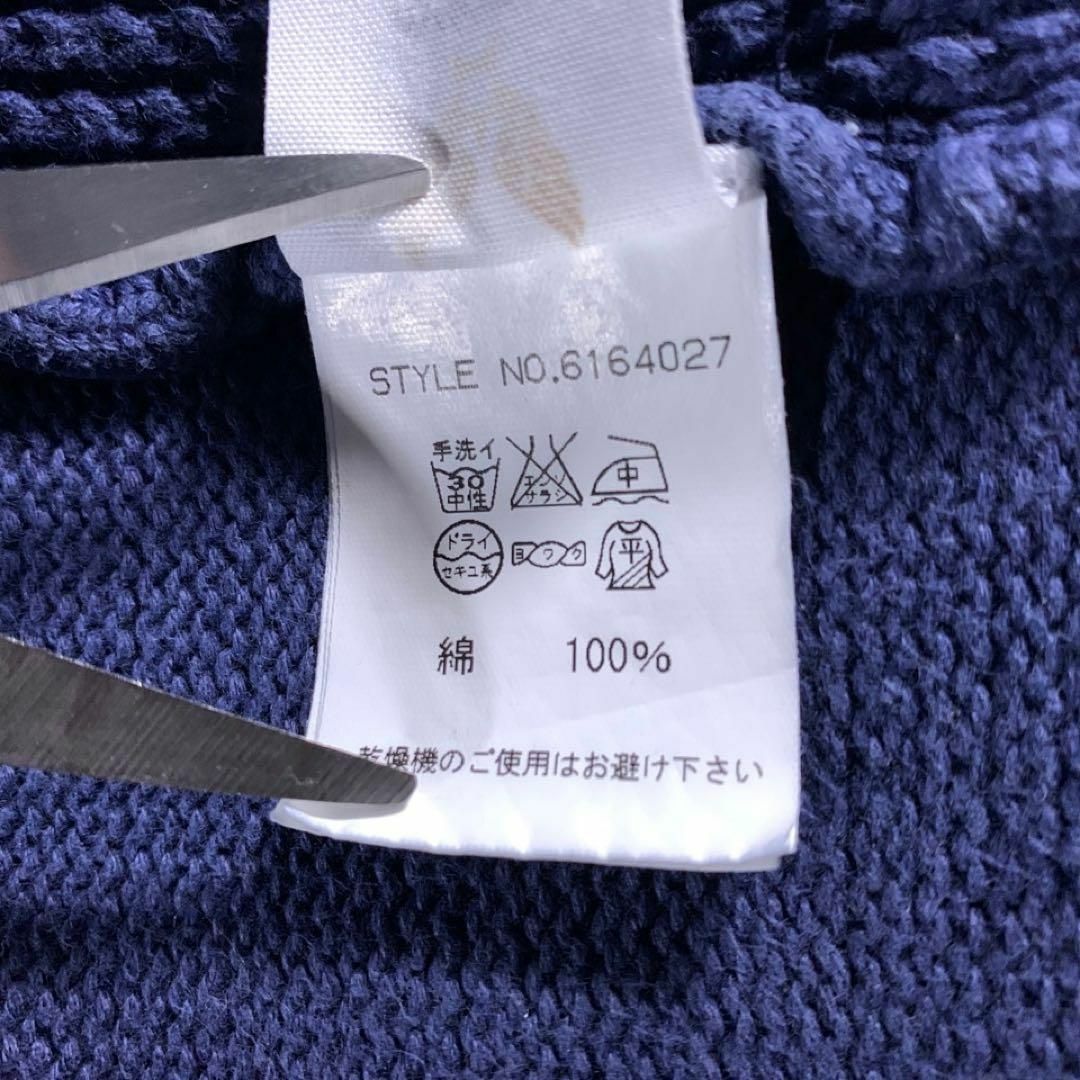 STYLE NO.6164027
手洗イ
30
中性
エンソ
サラシ
中
ドライ
セキユ系
ヨワク
平
綿 100%
乾燥機のご使用はお避け下さい